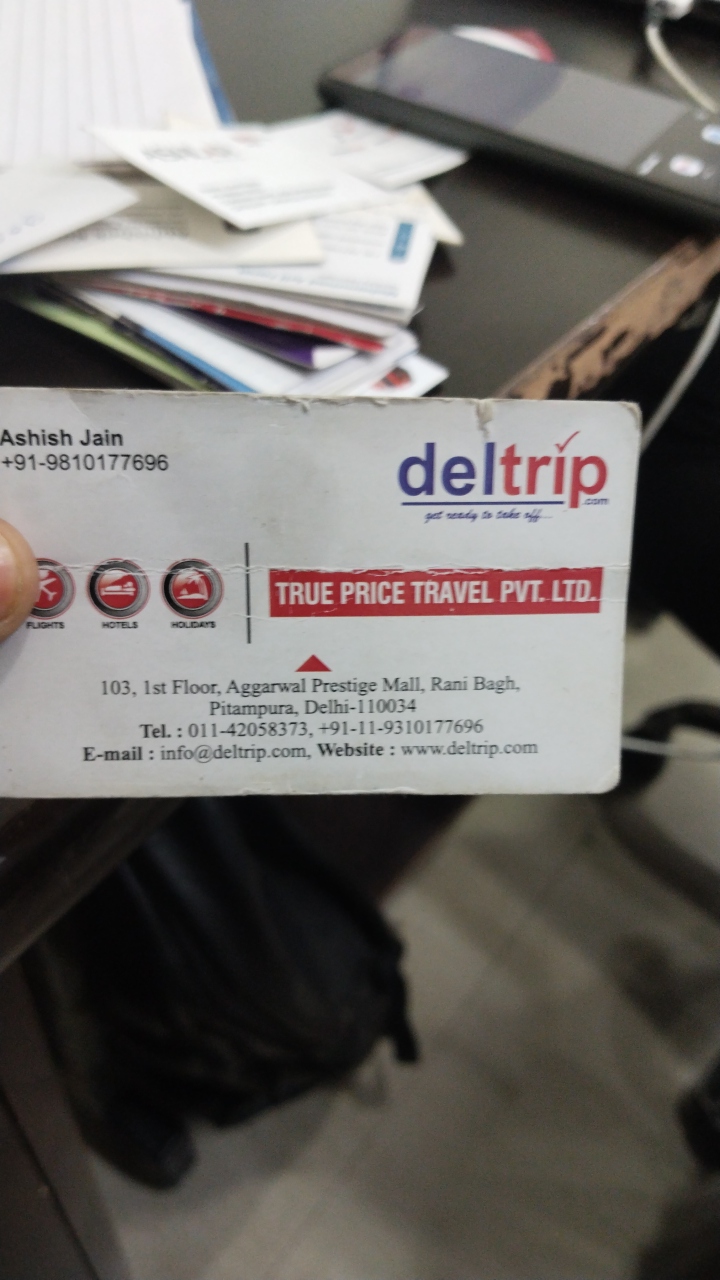 Ashish Jain
+91-9810177696
deltrip
.com
get ready to take off...
FLIGHTS
HOTELS
HOLIDAYS
TRUE PRICE TRAVEL PVT. LTD.
103, 1st Floor, Aggarwal Prestige Mall, Rani Bagh,
Pitampura, Delhi-110034
Tel. : 011-42058373, +91-11-9310177696
E-mail : info@deltrip.com, Website : www.deltrip.com